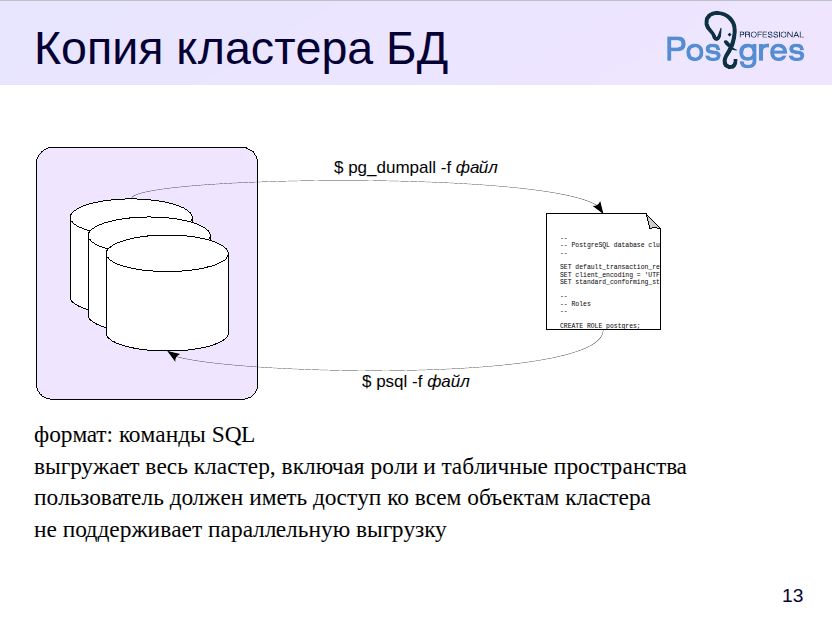 Копия кластера БД
PROFESSIONAL
Postgres
$ pg_dumpall -f файл
--
-- PostgreSQL database clu
--
SET default_transaction_re
SET client_encoding = 'UTF
SET standard_conforming_st
--
-- Roles
--
CREATE ROLE postgres;
$ psql -f файл
формат: команды SQL
выгружает весь кластер, включая роли и табличные пространства
пользователь должен иметь доступ ко всем объектам кластера
не поддерживает параллельную выгрузку
13